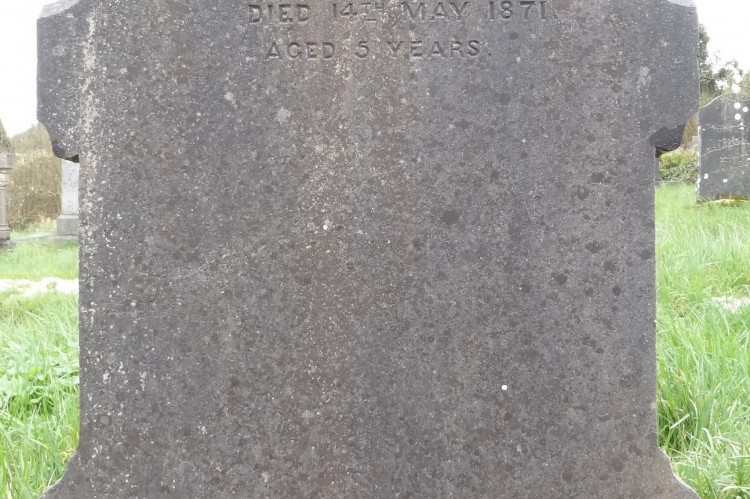 DIED 14TH MAY 1871.
AGED 5 YEARS.